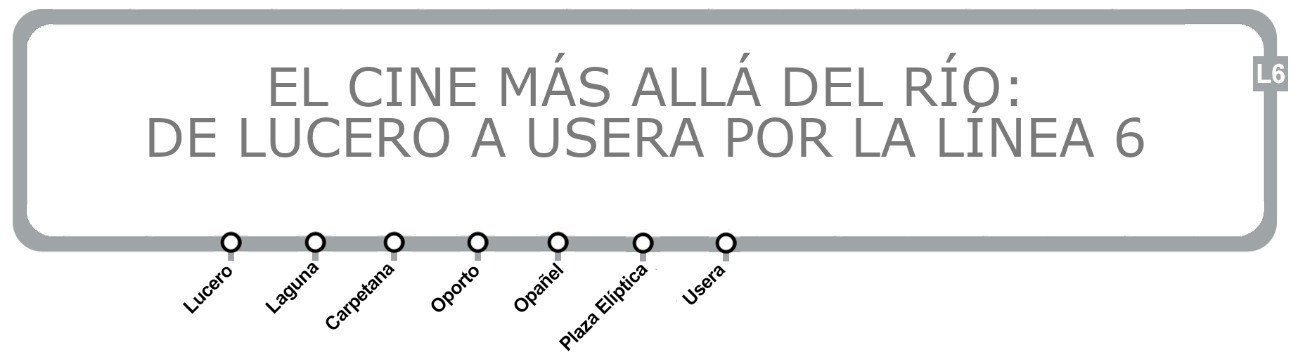 EL CINE MÁS ALLÁ DEL RÍO:
DE LUCERO A USERA POR LA LÍNEA 6
L6
Lucero
Laguna
Carpetana
Oporto
Opañel
Plaza Elíptica
Usera